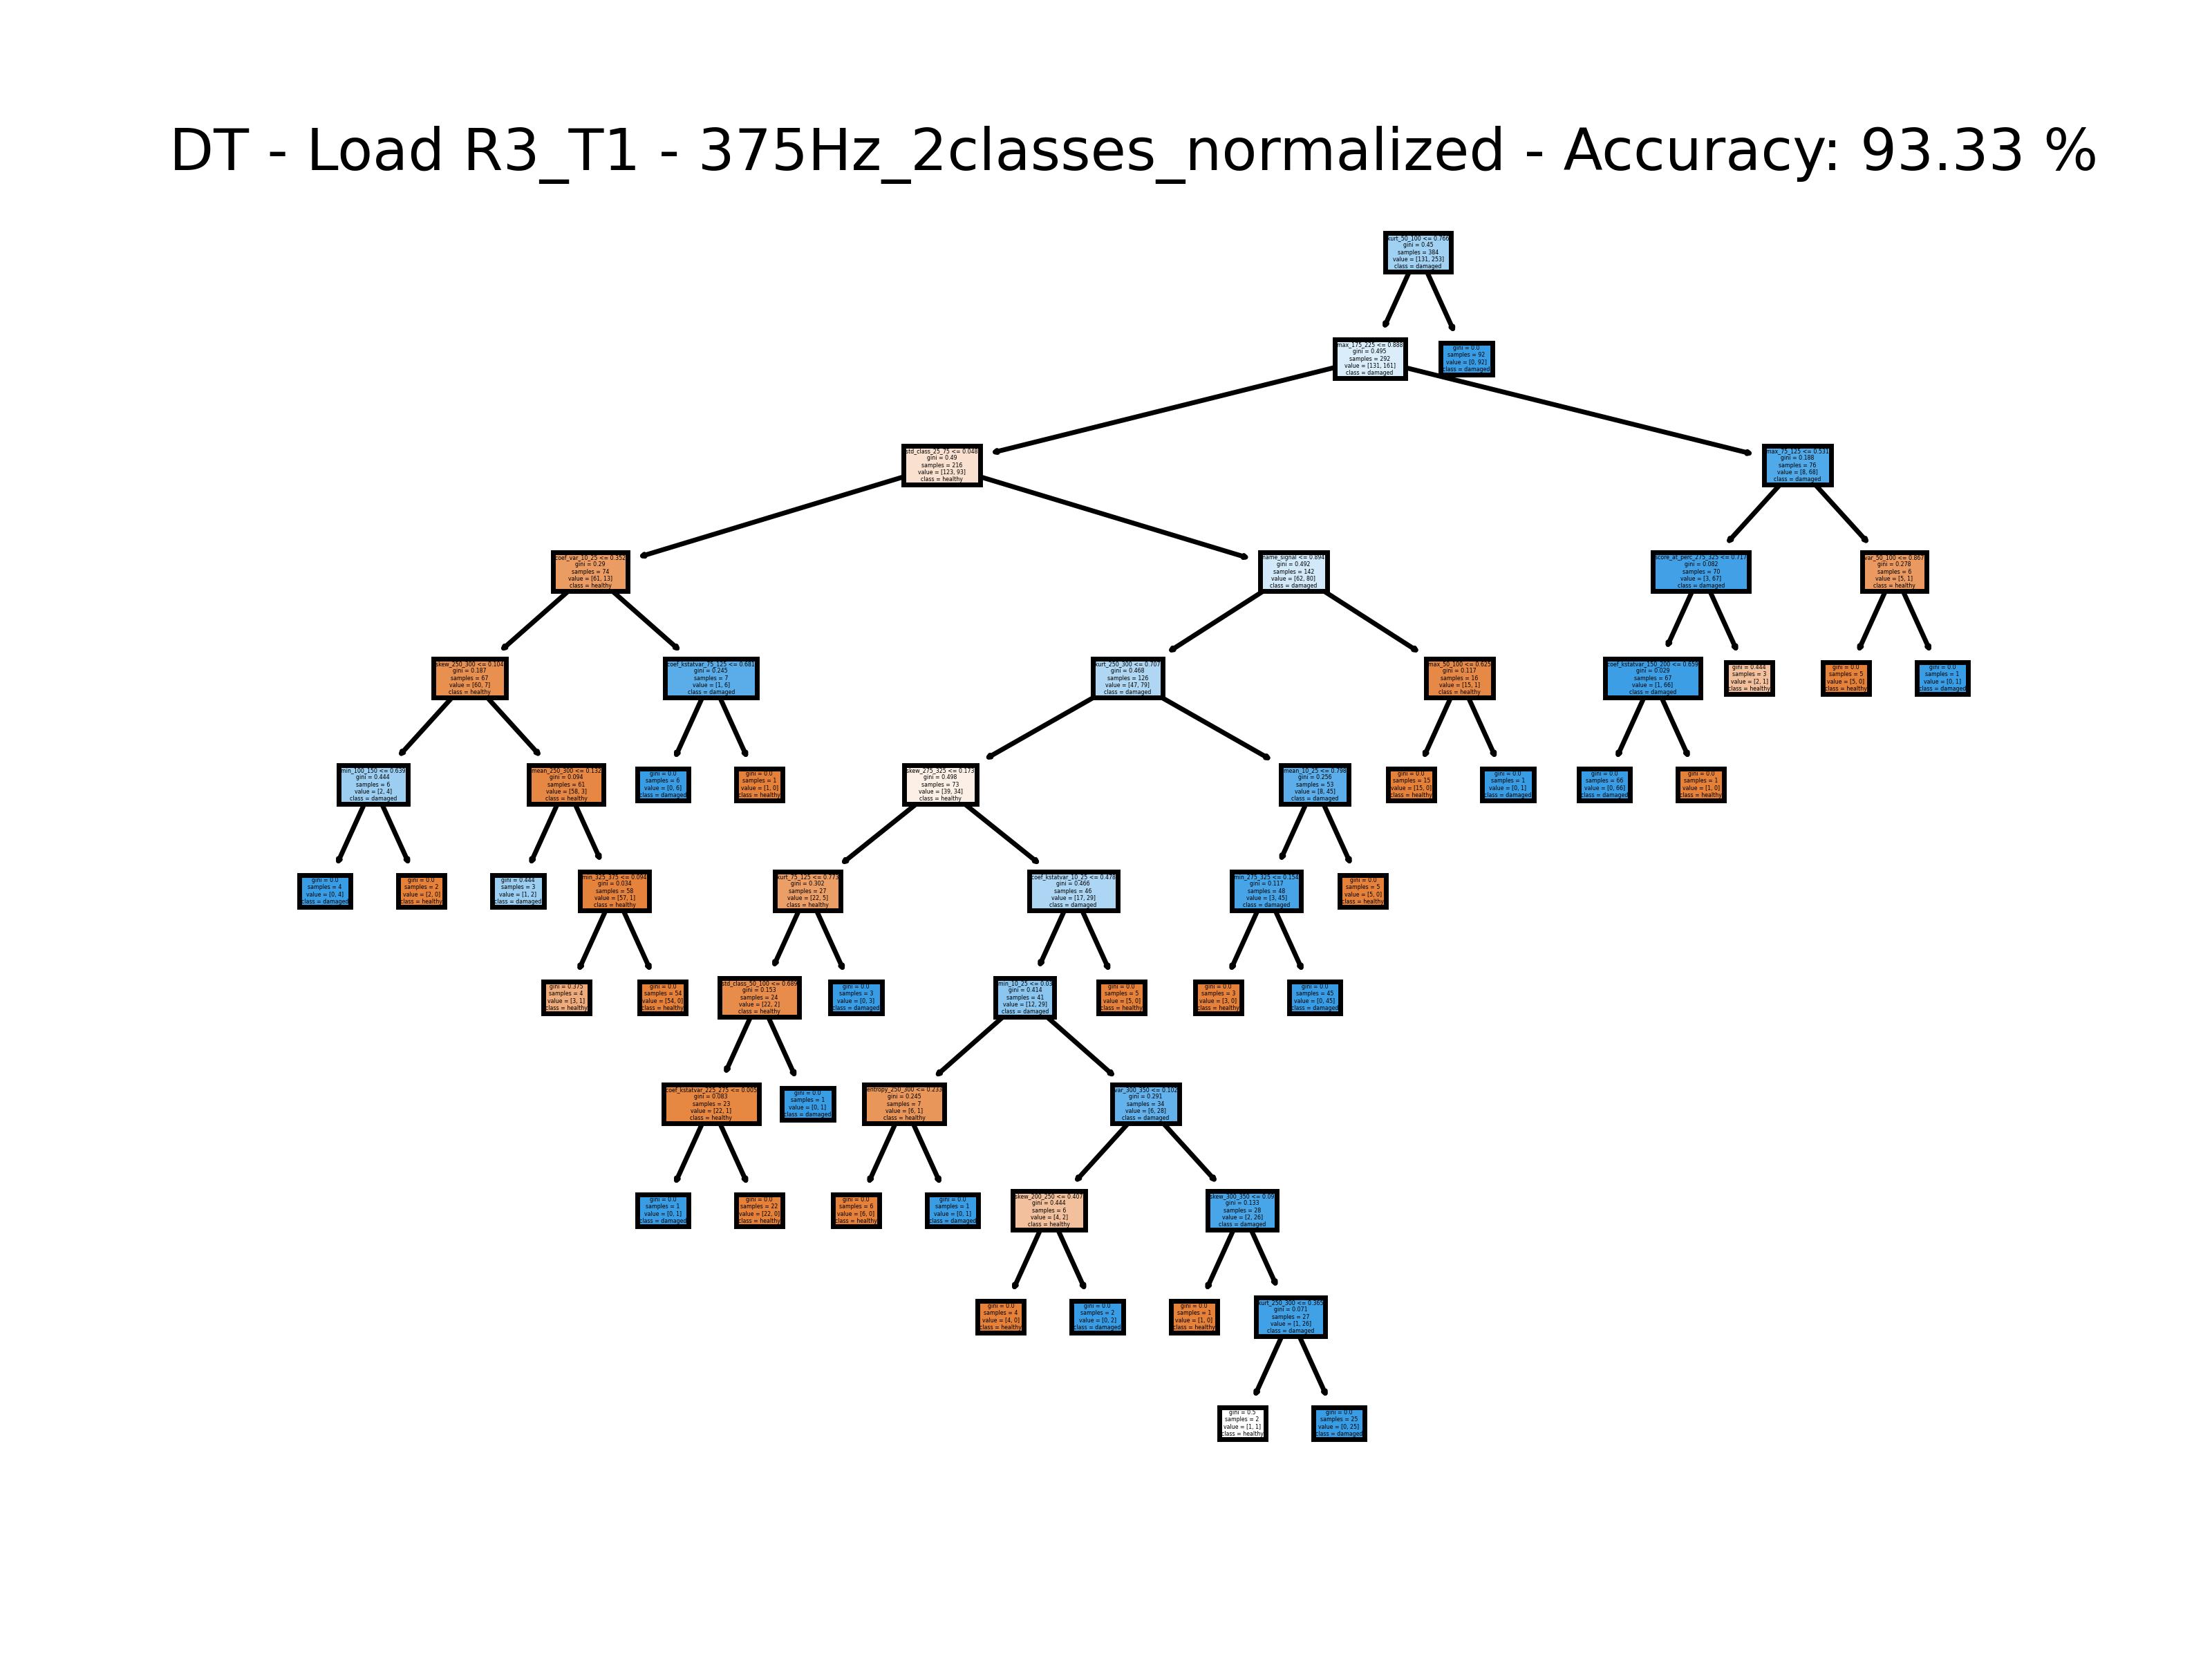 DT - Load R3_T1 - 375Hz_2classes_normalized - Accuracy: 93.33 %
kurt_50_100 <= 0.766
gini = 0.45
samples = 384
value = [131, 253]
class = damaged
max_175_225 <= 0.888
gini = 0.495
samples = 292
value = [131, 161]
class = damaged
gini = 0.0
samples = 92
value = [0, 92]
class = damaged
std_class_25_75 <= 0.048
gini = 0.49
samples = 216
value = [123, 93]
class = healthy
max_75_125 <= 0.531
gini = 0.188
samples = 76
value = [8, 68]
class = damaged
coef_var_10_25 <= 0.352
gini = 0.29
samples = 74
value = [61, 13]
class = healthy
name_signal <= 0.898
gini = 0.492
samples = 142
value = [62, 80]
class = damaged
score_at_perc_275_325 <= 0.717
gini = 0.082
samples = 70
value = [3, 67]
class = damaged
var_50_100 <= 0.867
gini = 0.278
samples = 6
value = [5, 1]
class = healthy
skew_250_300 <= 0.104
gini = 0.187
samples = 67
value = [60, 7]
class = healthy
coef_kstatvar_75_125 <= 0.681
gini = 0.245
samples = 7
value = [1, 6]
class = damaged
kurt_250_300 <= 0.707
gini = 0.468
samples = 126
value = [47, 79]
class = damaged
max_50_100 <= 0.625
gini = 0.117
samples = 16
value = [15, 1]
class = healthy
coef_kstatvar_150_200 <= 0.659
gini = 0.029
samples = 67
value = [1, 66]
class = damaged
gini = 0.444
samples = 3
value = [2, 1]
class = healthy
gini = 0.0
samples = 5
value = [5, 0]
class = healthy
gini = 0.0
samples = 1
value = [0, 1]
class = damaged
min_100_150 <= 0.639
gini = 0.444
samples = 6
value = [2, 4]
class = damaged
mean_250_300 <= 0.132
gini = 0.094
samples = 61
value = [58, 3]
class = healthy
gini = 0.0
samples = 6
value = [0, 6]
class = damaged
gini = 0.0
samples = 1
value = [1, 0]
class = healthy
skew_275_325 <= 0.173
gini = 0.498
samples = 73
value = [39, 34]
class = healthy
mean_10_25 <= 0.798
gini = 0.256
samples = 53
value = [8, 45]
class = damaged
gini = 0.0
samples = 15
value = [15, 0]
class = healthy
gini = 0.0
samples = 1
value = [0, 1]
class = damaged
gini = 0.0
samples = 66
value = [0, 66]
class = damaged
gini = 0.0
samples = 1
value = [1, 0]
class = healthy
gini = 0.0
samples = 4
value = [0, 4]
class = damaged
gini = 0.0
samples = 2
value = [2, 0]
class = healthy
gini = 0.444
samples = 3
value = [1, 2]
class = damaged
min_325_375 <= 0.094
gini = 0.034
samples = 58
value = [57, 1]
class = healthy
kurt_75_125 <= 0.773
gini = 0.302
samples = 27
value = [22, 5]
class = healthy
coef_kstatvar_10_25 <= 0.478
gini = 0.466
samples = 46
value = [17, 29]
class = damaged
min_275_325 <= 0.154
gini = 0.117
samples = 48
value = [3, 45]
class = damaged
gini = 0.0
samples = 5
value = [5, 0]
class = healthy
gini = 0.375
samples = 4
value = [3, 1]
class = healthy
gini = 0.0
samples = 54
value = [54, 0]
class = healthy
std_class_50_100 <= 0.689
gini = 0.153
samples = 24
value = [22, 2]
class = healthy
gini = 0.0
samples = 3
value = [0, 3]
class = damaged
min_10_25 <= 0.03
gini = 0.414
samples = 41
value = [12, 29]
class = damaged
gini = 0.0
samples = 5
value = [5, 0]
class = healthy
gini = 0.0
samples = 3
value = [3, 0]
class = healthy
gini = 0.0
samples = 45
value = [0, 45]
class = damaged
coef_kstatvar_225_275 <= 0.005
gini = 0.083
samples = 23
value = [22, 1]
class = healthy
gini = 0.0
samples = 1
value = [0, 1]
class = damaged
entropy_250_300 <= 0.233
gini = 0.245
samples = 7
value = [6, 1]
class = healthy
var_300_350 <= 0.102
gini = 0.291
samples = 34
value = [6, 28]
class = damaged
gini = 0.0
samples = 1
value = [0, 1]
class = damaged
gini = 0.0
samples = 22
value = [22, 0]
class = healthy
gini = 0.0
samples = 6
value = [6, 0]
class = healthy
gini = 0.0
samples = 1
value = [0, 1]
class = damaged
skew_200_250 <= 0.407
gini = 0.444
samples = 6
value = [4, 2]
class = healthy
skew_300_350 <= 0.09
gini = 0.133
samples = 28
value = [2, 26]
class = damaged
gini = 0.0
samples = 4
value = [4, 0]
class = healthy
gini = 0.0
samples = 2
value = [0, 2]
class = damaged
gini = 0.0
samples = 1
value = [1, 0]
class = healthy
kurt_250_300 <= 0.365
gini = 0.071
samples = 27
value = [1, 26]
class = damaged
gini = 0.5
samples = 2
value = [1, 1]
class = healthy
gini = 0.0
samples = 25
value = [0, 25]
class = damaged